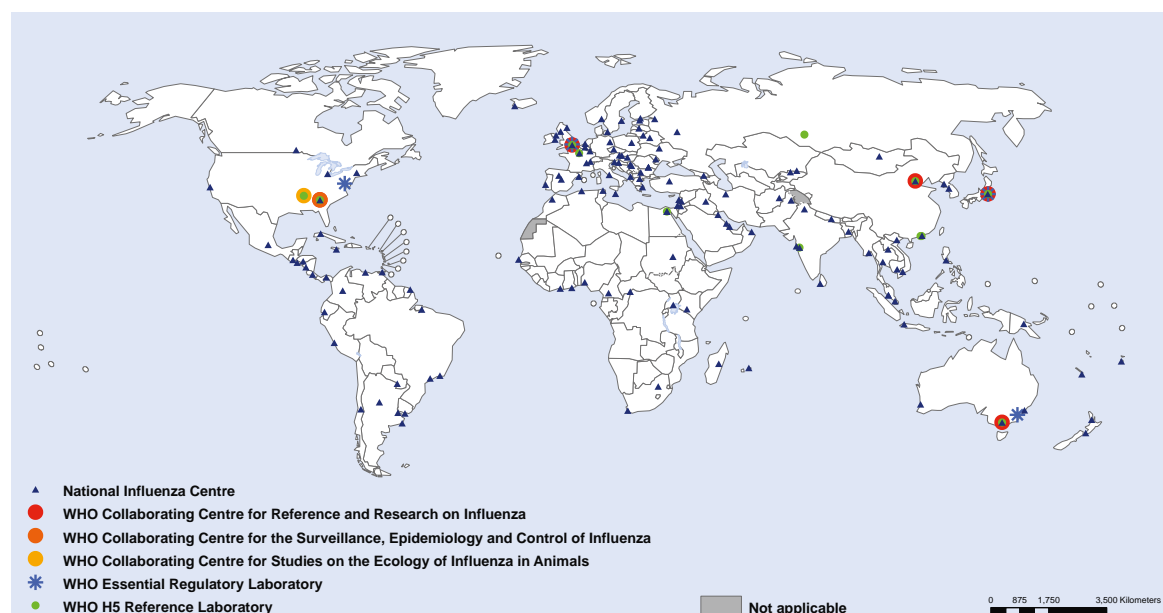 National Influenza Centre
WHO Collaborating Centre for Reference and Research on Influenza
WHO Collaborating Centre for the Surveillance, Epidemiology and Control of Influenza
WHO Collaborating Centre for Studies on the Ecology of Influenza in Animals
WHO Essential Regulatory Laboratory
WHO H5 Reference Laboratory
Not applicable
0 875 1,750 3,500 Kilometers